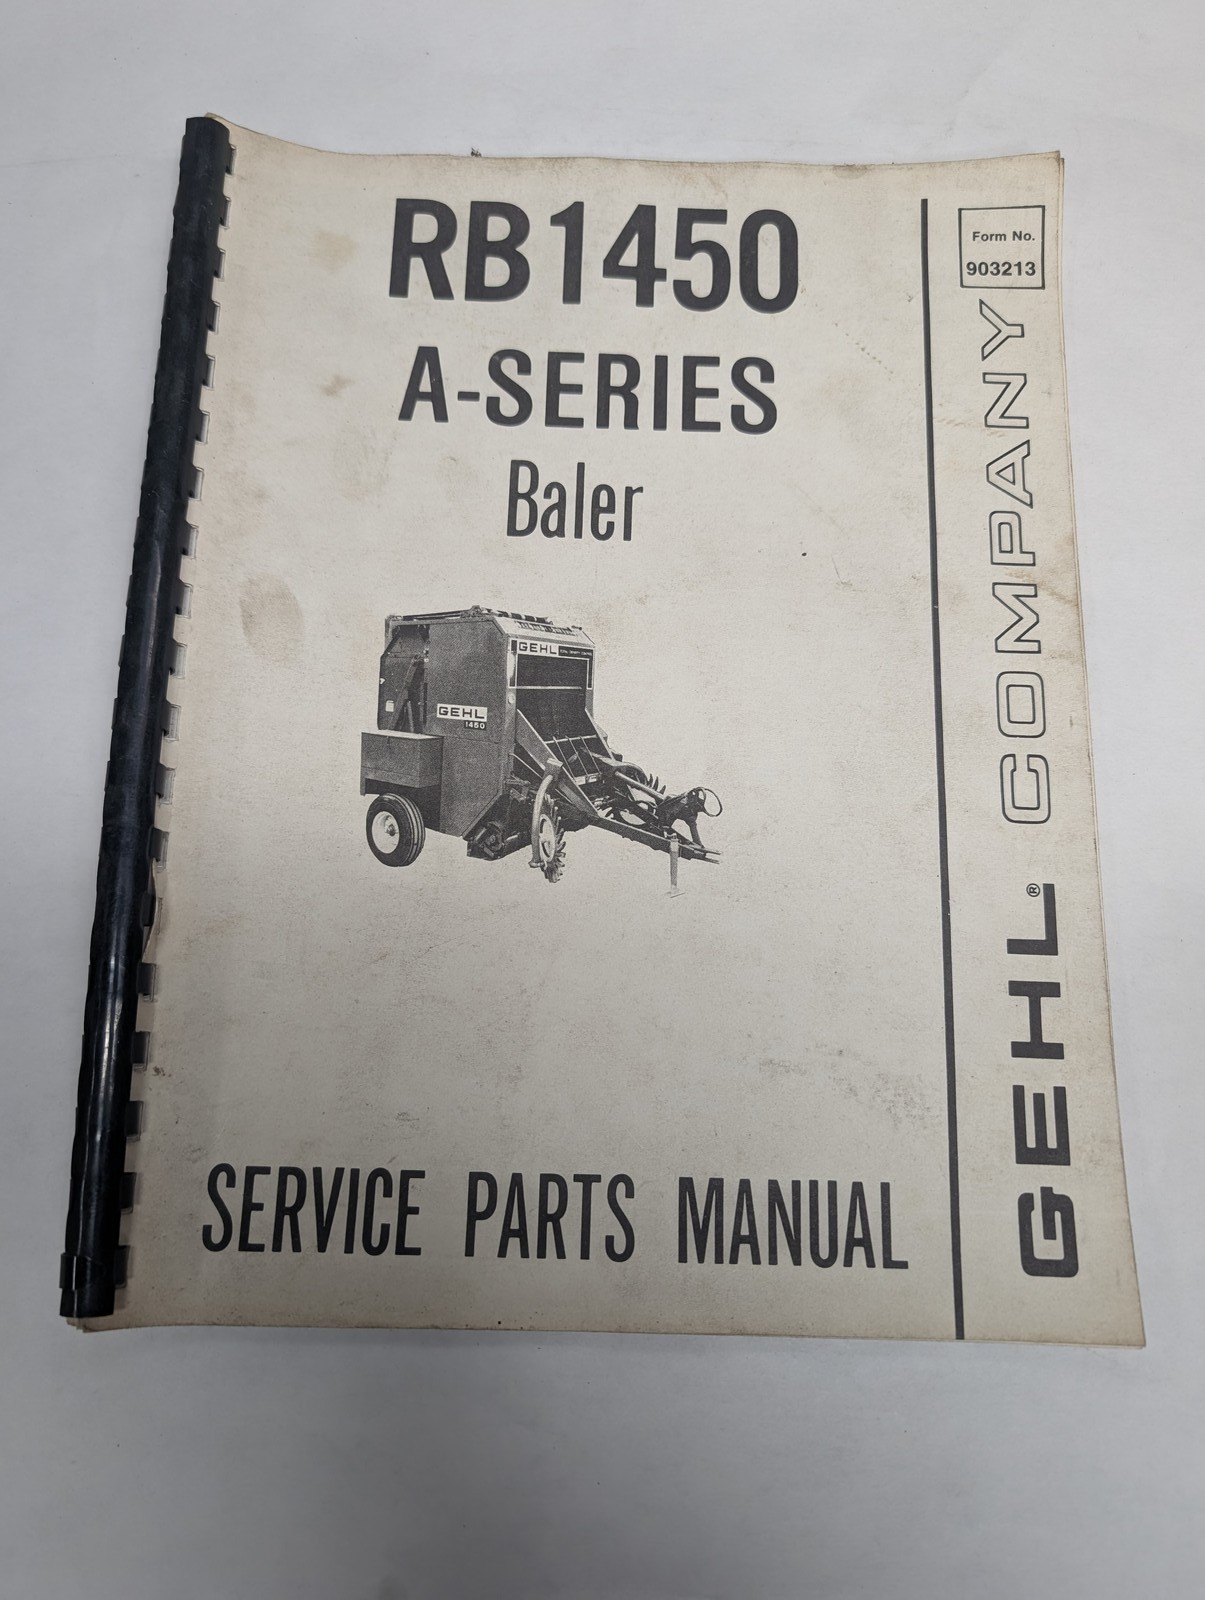 RB1450
A-SERIES
Baler
Form No.
903213
GEHL® COMPANY
GEHL
GEHL
1450
SERVICE PARTS MANUAL